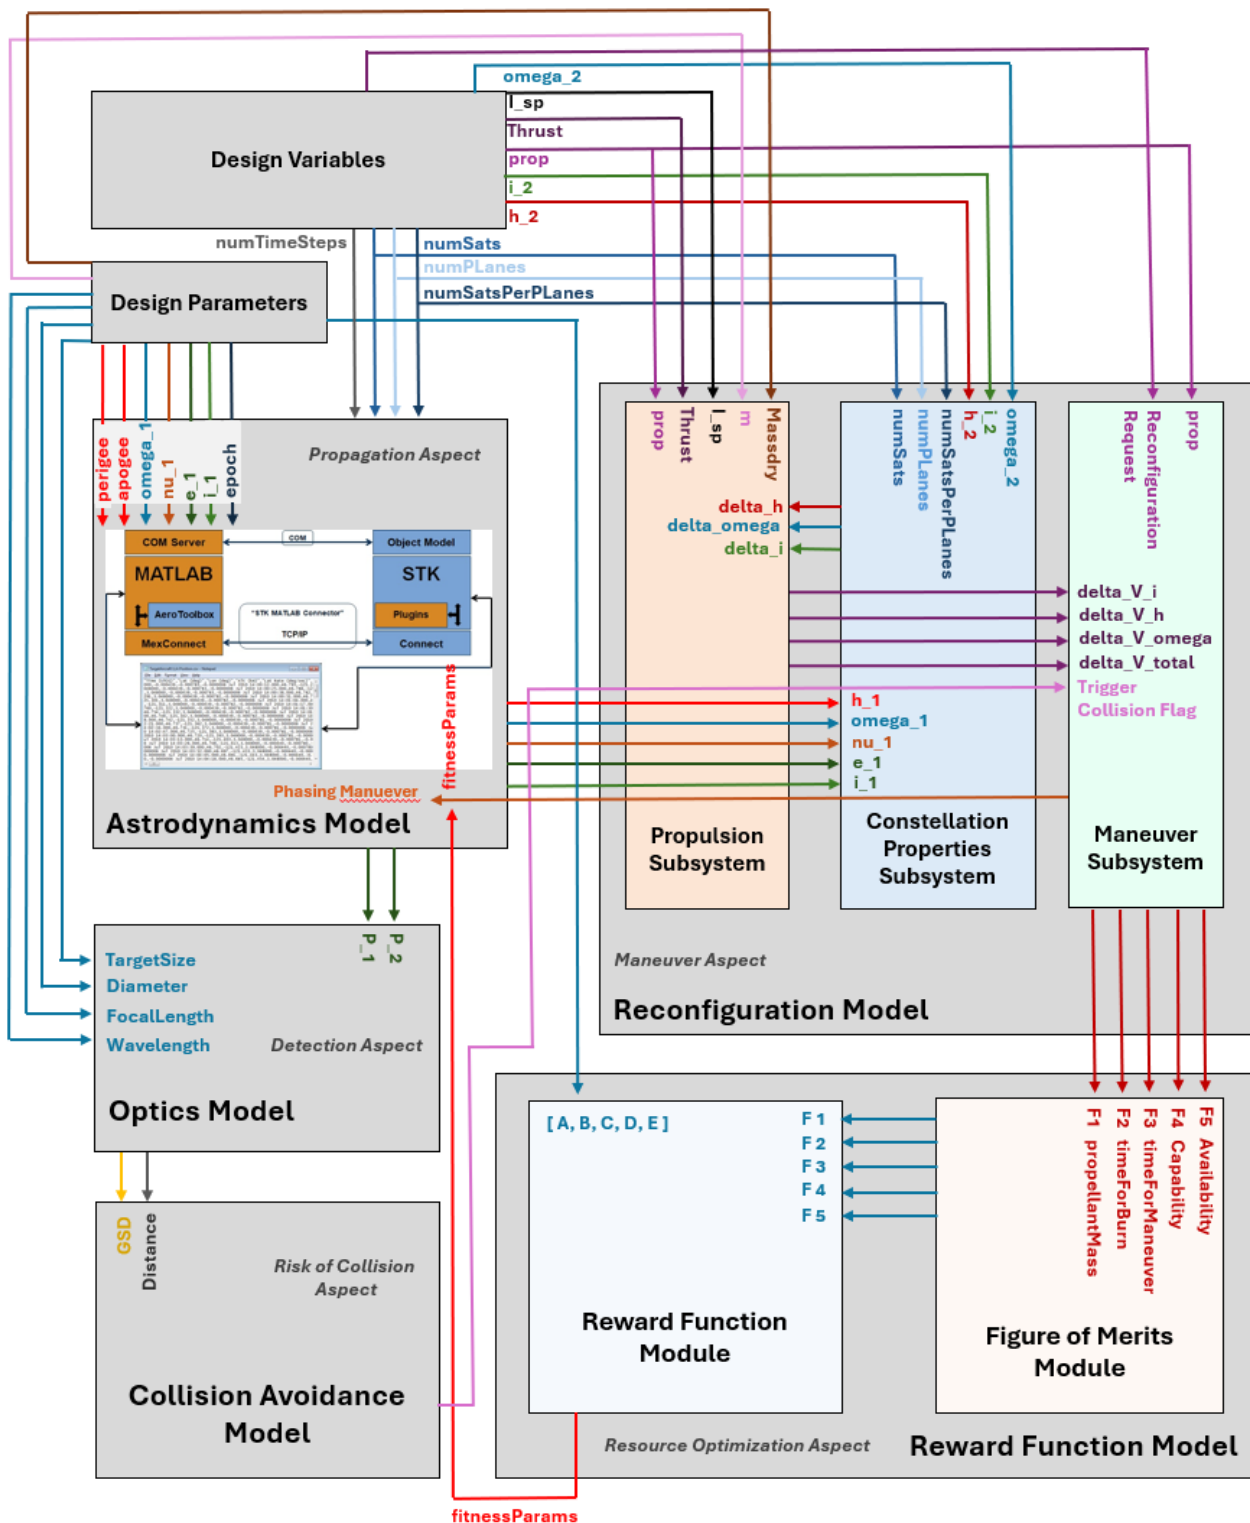 omega_2
I_sp
Thrust
prop
i_2
h_2
Design Variables
numTimeSteps
numSats
numPLanes
numSatsPerPLanes
Design Parameters
perigee
apogee
omega_1
nu_1
e_1
i_1
epoch
Propagation Aspect
COM Server
COM
Object Model
MATLAB
STK
AeroToolbox
"STK MATLAB Connector"
Plugins
MexConnect
TCP/IP
Connect
fitnessParams
Phasing Manuever
Astrodynamics Model
prop
Thrust
I_sp
m
Massdry
numSats
numPLanes
numSatsPerPLanes
h_2
i_2
omega_2
Reconfiguration
Request
prop
delta_h
delta_omega
delta_i
delta_V_i
delta_V_h
delta_V_omega
delta_V_total
Trigger
Collision Flag
h_1
omega_1
nu_1
e_1
i_1
Propulsion
Subsystem
Constellation
Properties
Subsystem
Maneuver
Subsystem
Maneuver Aspect
Reconfiguration Model
P_1
P_2
TargetSize
Diameter
FocalLength
Wavelength
Detection Aspect
Optics Model
GSD
Distance
Risk of Collision
Aspect
Collision Avoidance
Model
[ A, B, C, D, E ]
F 1
F 2
F 3
F 4
F 5
F1 propellantMass
F2 timeForBurn
F3 timeForManeuver
F4 Capability
F5 Availability
Reward Function
Module
Figure of Merits
Module
Resource Optimization Aspect
Reward Function Model
fitnessParams